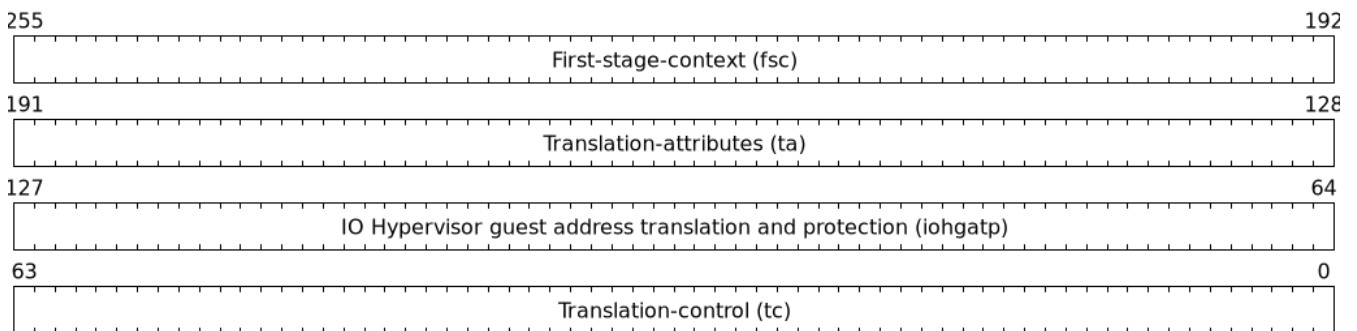 255 192
First-stage-context (fsc)
191 128
Translation-attributes (ta)
127 64
IO Hypervisor guest address translation and protection (iohgatp)
63 0
Translation-control (tc)